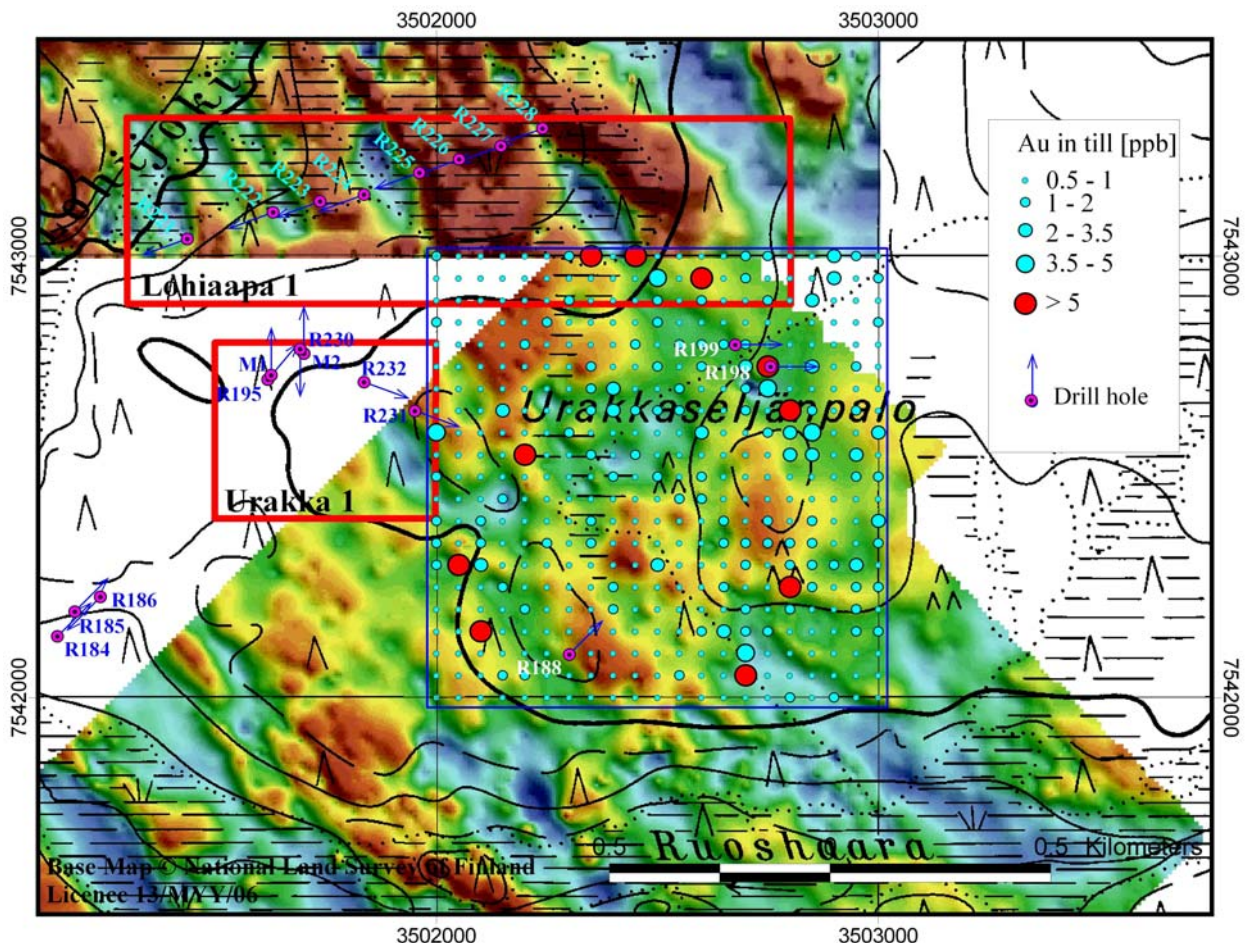 3502000
3503000
R228
R227
R226
R225
R223
R222
Au in till [ppb]
0.5 - 1
1 - 2
2 - 3.5
3.5 - 5
> 5
Drill hole
7543000
7543000
Lohiaapa 1
R230
M1
M2
R195
R232
R231
R199
R198
Urakkaseljänpalo
Urakka 1
R186
R185
R184
R188
7542000
7542000
Ruoshaara
0.5
0
0.5 Kilometers
Base Map © National Land Survey of Finland
Licence 13/MYY/06
3502000
3503000